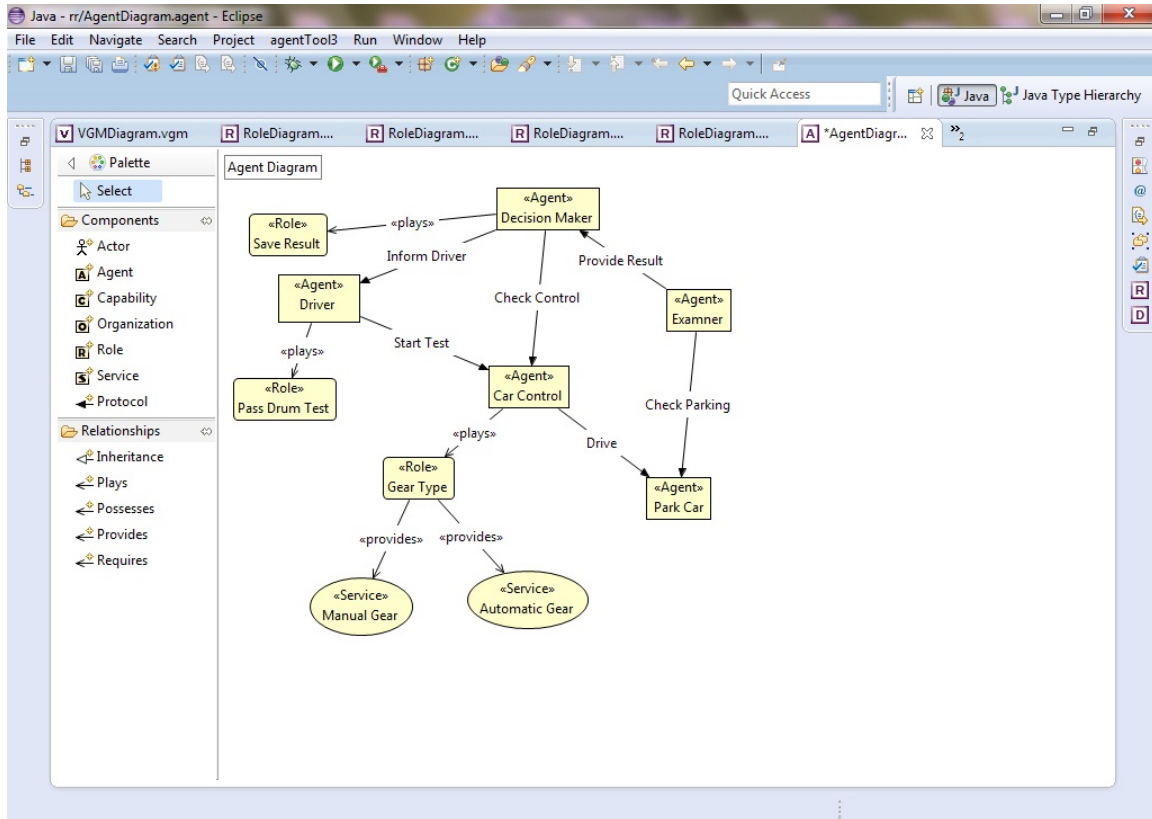 Java - rr/AgentDiagram.agent - Eclipse
File Edit Navigate Search Project agentTool3 Run Window Help
Quick Access
Java
Java Type Hierarchy
VGMDiagram.vgm
RoleDiagram....
RoleDiagram....
RoleDiagram....
RoleDiagram....
*AgentDiagr...
»2
Palette
Select
Components
Actor
Agent
Capability
Organization
Role
Service
Protocol
Relationships
Inheritance
Plays
Possesses
Provides
Requires
Agent Diagram
«Agent»
Decision Maker
«plays»
«Role»
Save Result
Inform Driver
Provide Result
«Agent»
Driver
Check Control
«Agent»
Examner
Start Test
«plays»
«Role»
Pass Drum Test
«Agent»
Car Control
Check Parking
«plays»
Drive
«Role»
Gear Type
«Agent»
Park Car
«provides»
«provides»
«Service»
Manual Gear
«Service»
Automatic Gear